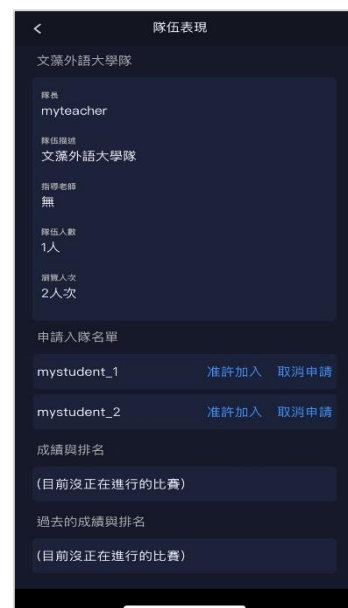 隊伍表現
文藻外語大學隊
隊長
myteacher
隊伍描述
文藻外語大學隊
指導老師
無
隊伍人數
1人
瀏覽人次
2人次
申請入隊名單
mystudent_1 准許加入 取消申請
mystudent_2 准許加入 取消申請
成績與排名
(目前沒正在進行的比賽)
過去的成績與排名
(目前沒正在進行的比賽)